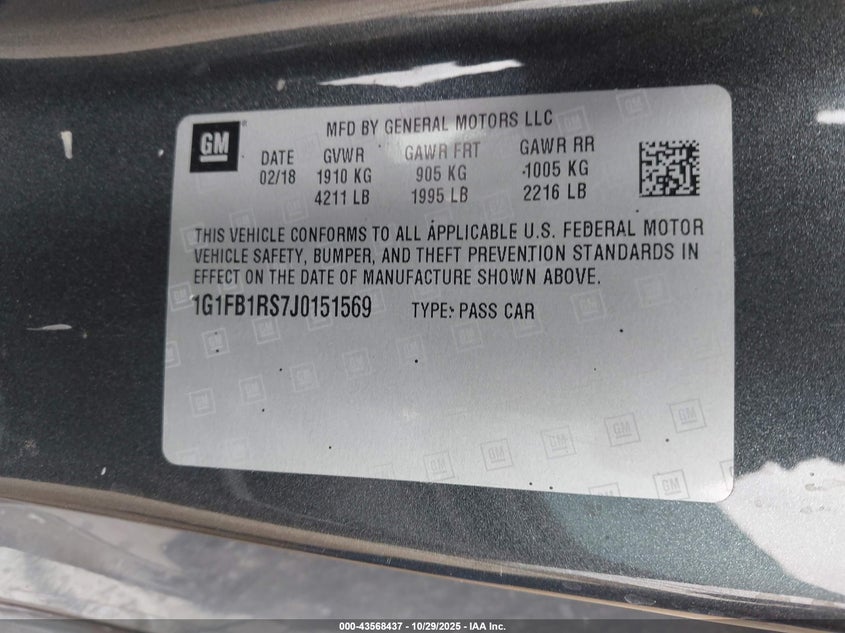 GM
MFD BY GENERAL MOTORS LLC
DATE GVWR GAWR FRT GAWR RR
02/18 1910 KG 905 KG 1005 KG
4211 LB 1995 LB 2216 LB
THIS VEHICLE CONFORMS TO ALL APPLICABLE U.S. FEDERAL MOTOR
VEHICLE SAFETY, BUMPER, AND THEFT PREVENTION STANDARDS IN
EFFECT ON THE DATE OF MANUFACTURE SHOWN ABOVE.
1G1FB1RS7J0151569 TYPE: PASS CAR
000-43568437 - 10/29/2025 - IAA Inc.